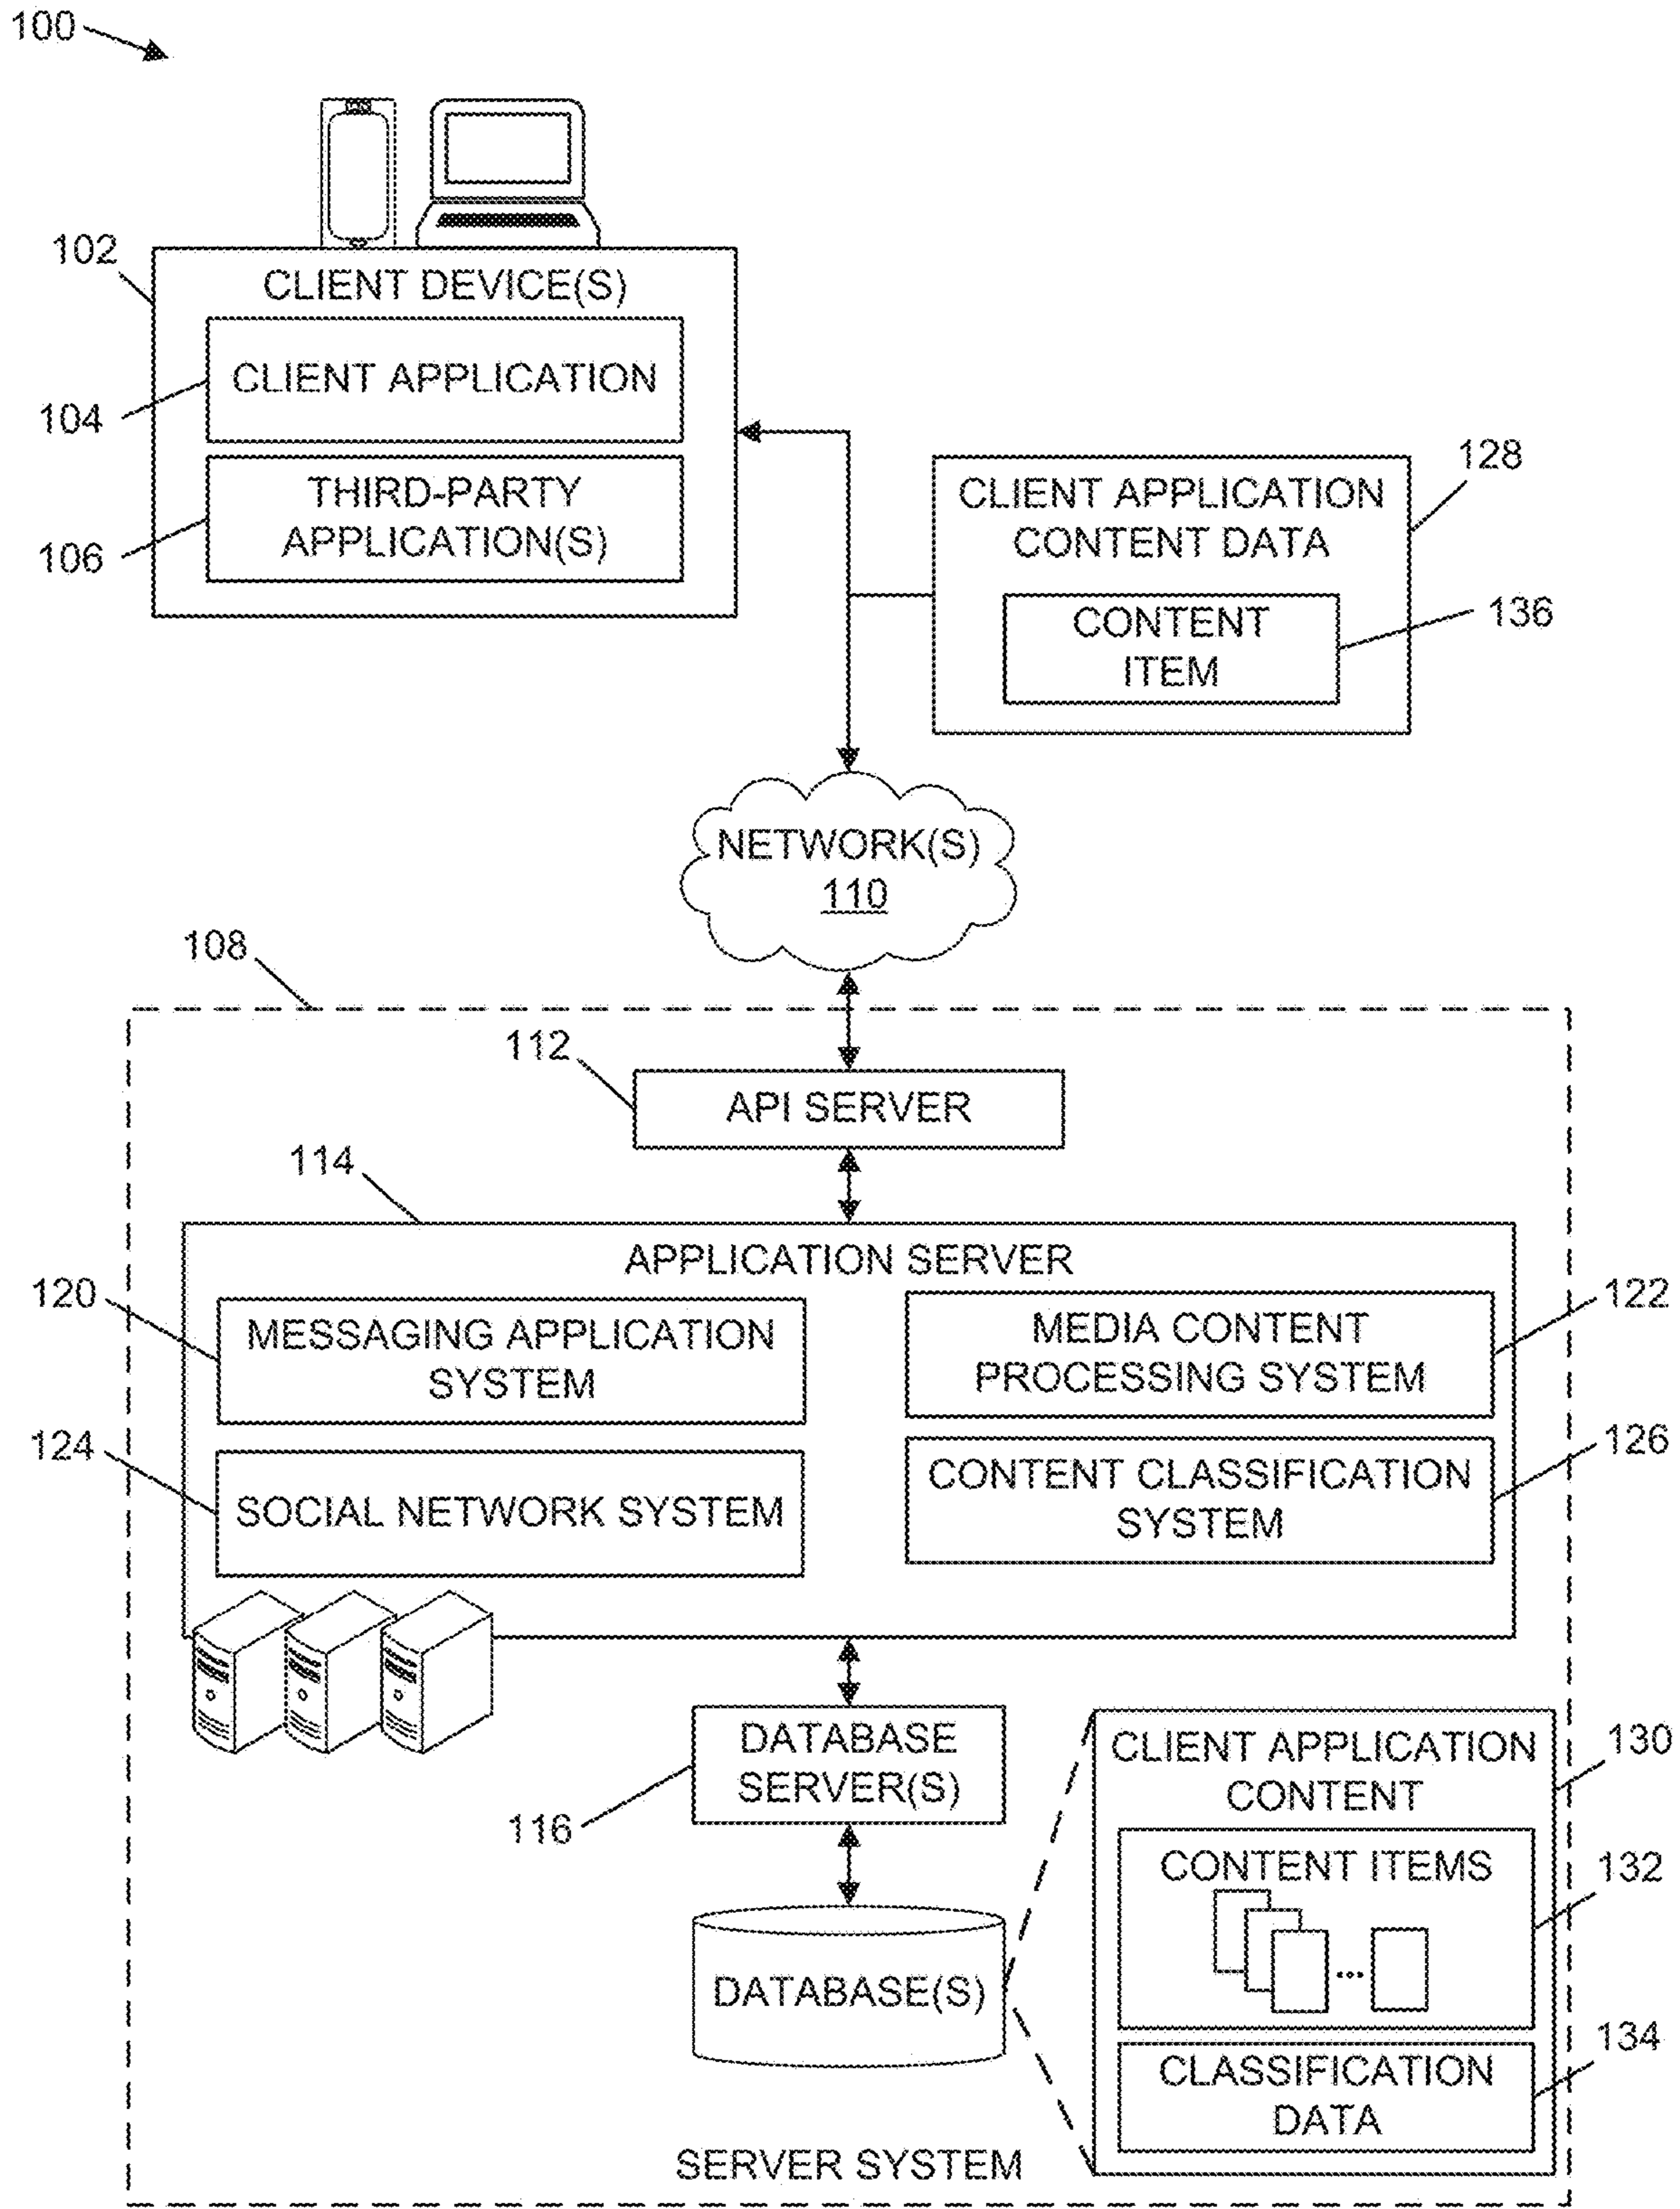 100
102
CLIENT DEVICE(S)
CLIENT APPLICATION
104
THIRD-PARTY
APPLICATION(S)
106
128
CLIENT APPLICATION
CONTENT DATA
136
CONTENT
ITEM
NETWORK(S)
110
108
112
API SERVER
114
APPLICATION SERVER
120
MESSAGING APPLICATION
SYSTEM
122
MEDIA CONTENT
PROCESSING SYSTEM
124
SOCIAL NETWORK SYSTEM
126
CONTENT CLASSIFICATION
SYSTEM
DATABASE
SERVER(S)
116
130
CLIENT APPLICATION
CONTENT
CONTENT ITEMS
132
...
DATABASE(S)
134
CLASSIFICATION
DATA
SERVER SYSTEM